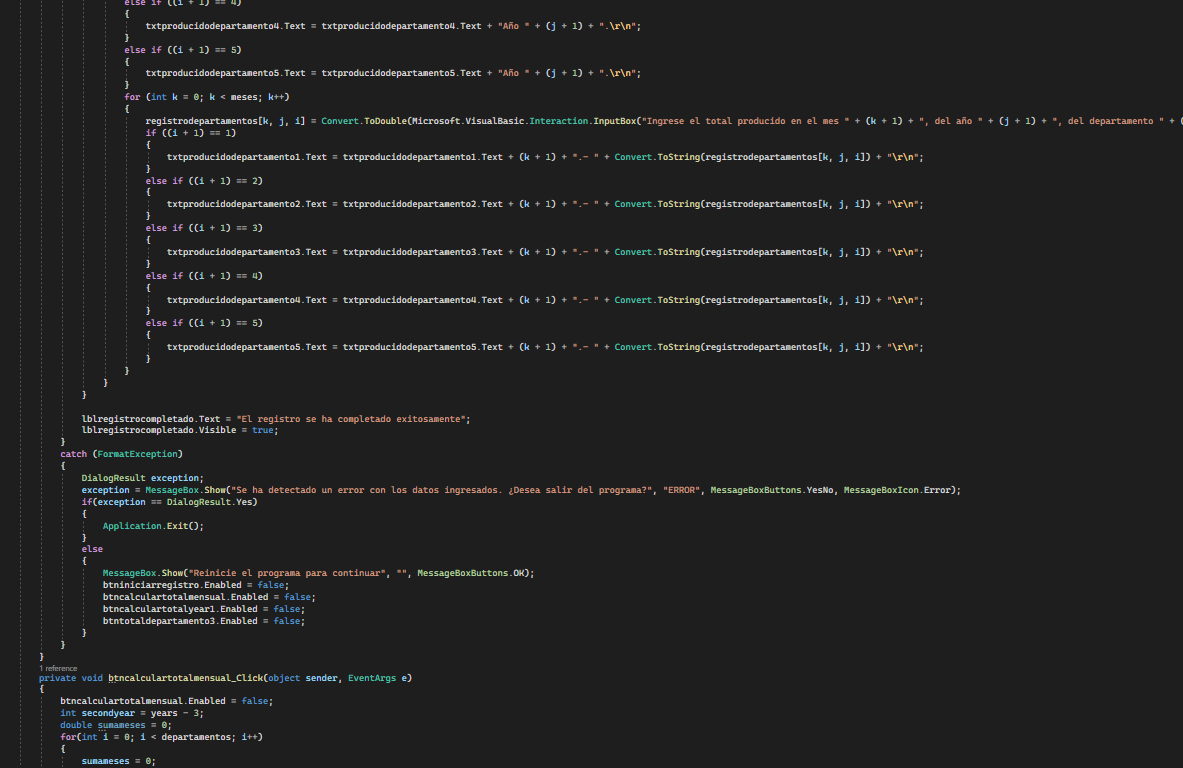 else if ((i + 1) == 4)
{
txtproducidodepartamento4.Text = txtproducidodepartamento4.Text + "Año " + (j + 1) + ".\r\n";
}
else if ((i + 1) == 5)
{
txtproducidodepartamento5.Text = txtproducidodepartamento5.Text + "Año " + (j + 1) + ".\r\n";
}
for (int k = 0; k < meses; k++)
{
registrodepartamentos[k, j, i] = Convert.ToDouble(Microsoft.VisualBasic.Interaction.InputBox("Ingrese el total producido en el mes " + (k + 1) + ", del año " + (j + 1) + ", del departamento " + (
if ((i + 1) == 1)
{
txtproducidodepartamento1.Text = txtproducidodepartamento1.Text + (k + 1) + ".- " + Convert.ToString(registrodepartamentos[k, j, i]) + "\r\n";
}
else if ((i + 1) == 2)
{
txtproducidodepartamento2.Text = txtproducidodepartamento2.Text + (k + 1) + ".- " + Convert.ToString(registrodepartamentos[k, j, i]) + "\r\n";
}
else if ((i + 1) == 3)
{
txtproducidodepartamento3.Text = txtproducidodepartamento3.Text + (k + 1) + ".- " + Convert.ToString(registrodepartamentos[k, j, i]) + "\r\n";
}
else if ((i + 1) == 4)
{
txtproducidodepartamento4.Text = txtproducidodepartamento4.Text + (k + 1) + ".- " + Convert.ToString(registrodepartamentos[k, j, i]) + "\r\n";
}
else if ((i + 1) == 5)
{
txtproducidodepartamento5.Text = txtproducidodepartamento5.Text + (k + 1) + ".- " + Convert.ToString(registrodepartamentos[k, j, i]) + "\r\n";
}
}
}
}
lblregistrocompletado.Text = "El registro se ha completado exitosamente";
lblregistrocompletado.Visible = true;
}
catch (FormatException)
{
DialogResult exception;
exception = MessageBox.Show("Se ha detectado un error con los datos ingresados. ¿Desea salir del programa?", "ERROR", MessageBoxButtons.YesNo, MessageBoxIcon.Error);
if(exception == DialogResult.Yes)
{
Application.Exit();
}
else
{
MessageBox.Show("Reinicie el programa para continuar", "", MessageBoxButtons.OK);
btniniciarregistro.Enabled = false;
btncalculartotalmensual.Enabled = false;
btncalculartotalyear1.Enabled = false;
btntotaldepartamento3.Enabled = false;
}
}
}
1 reference
private void btncalculartotalmensual_Click(object sender, EventArgs e)
{
btncalculartotalmensual.Enabled = false;
int secondyear = years - 3;
double sumameses = 0;
for(int i = 0; i < departamentos; i++)
{
sumameses = 0;